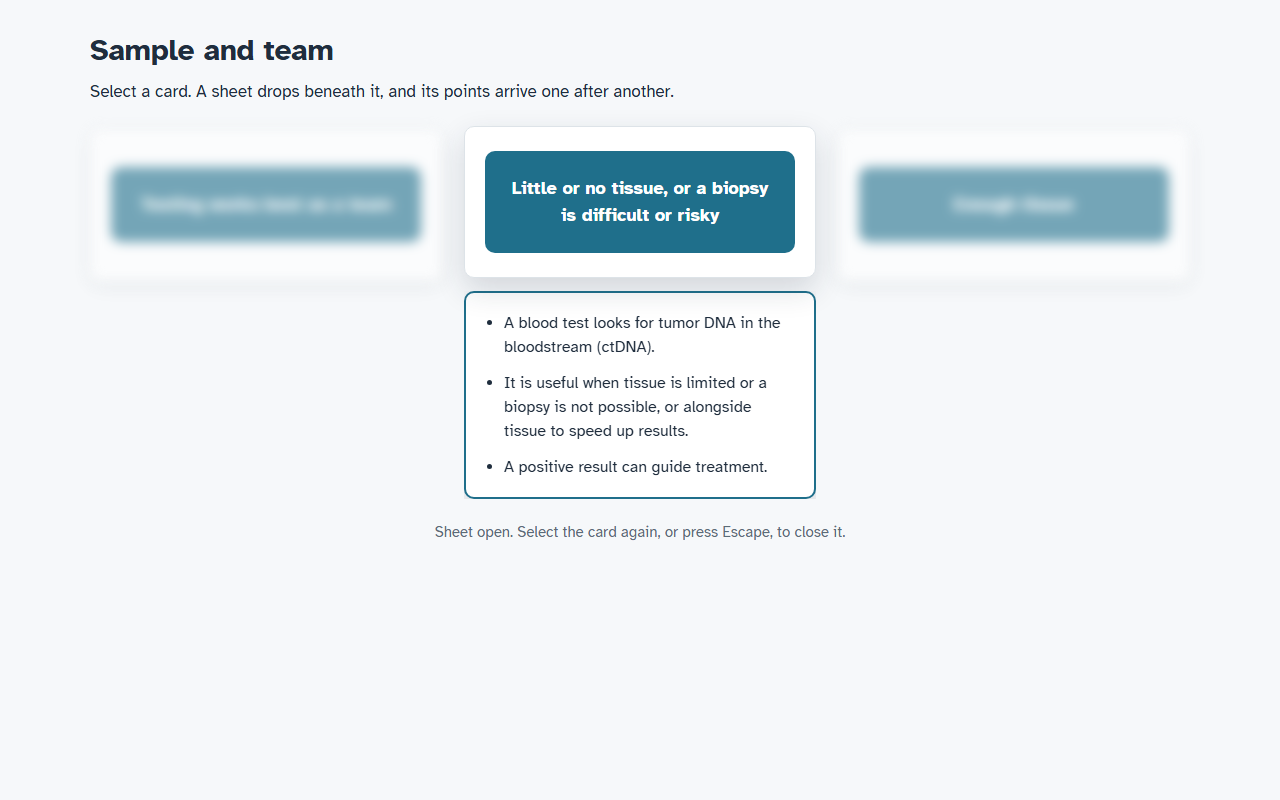 Sample and team
Select a card. A sheet drops beneath it, and its points arrive one after another.
Little or no tissue, or a biopsy
is difficult or risky
• A blood test looks for tumor DNA in the
bloodstream (ctDNA).
• It is useful when tissue is limited or a
biopsy is not possible, or alongside
tissue to speed up results.
• A positive result can guide treatment.
Sheet open. Select the card again, or press Escape, to close it.